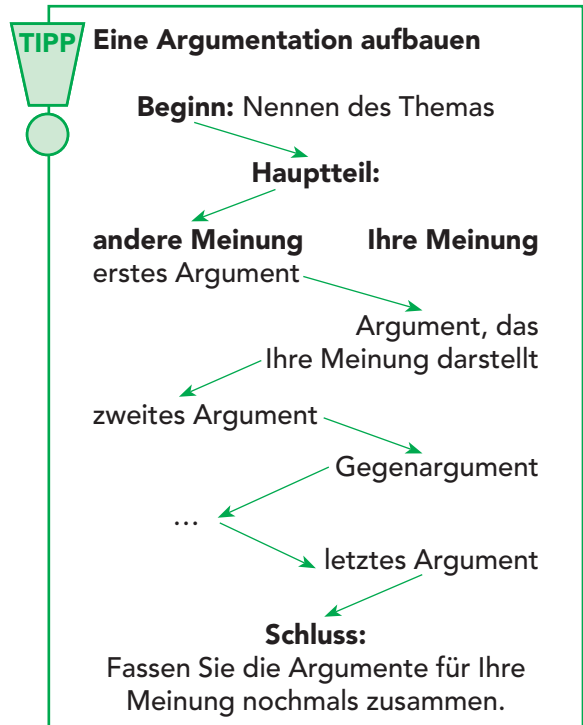 TIPP
Eine Argumentation aufbauen
Beginn: Nennen des Themas
Hauptteil:
andere Meinung Ihre Meinung
erstes Argument
Argument, das
Ihre Meinung darstellt
zweites Argument
Gegenargument
...
letztes Argument
Schluss:
Fassen Sie die Argumente für Ihre
Meinung nochmals zusammen.